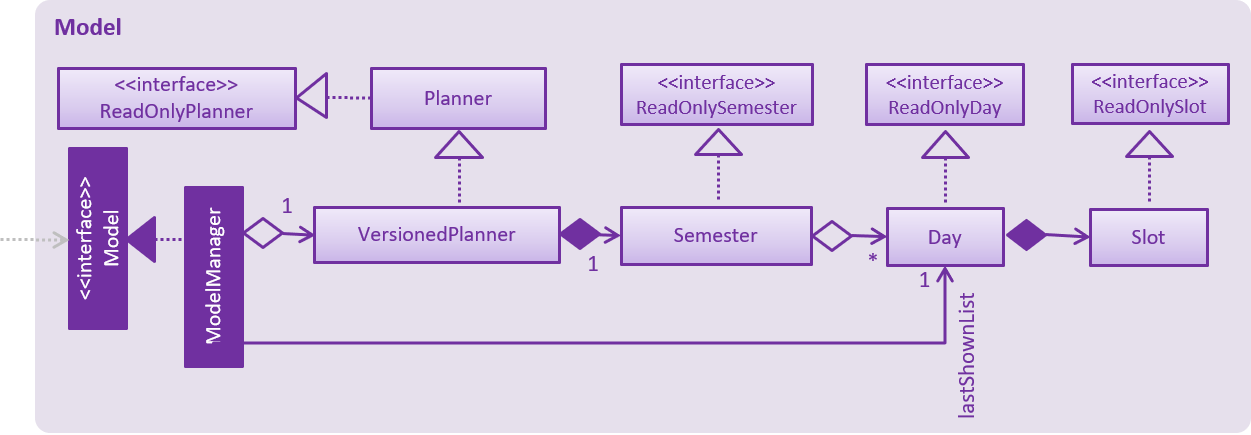 Model
<<interface>>
ReadOnlyPlanner
Planner
<<interface>>
ReadOnlySemester
<<interface>>
ReadOnlyDay
<<interface>>
ReadOnlySlot
<<interface>>
Model
ModelManager
1
VersionedPlanner
1
Semester
*
Day
1
Slot
lastShownList